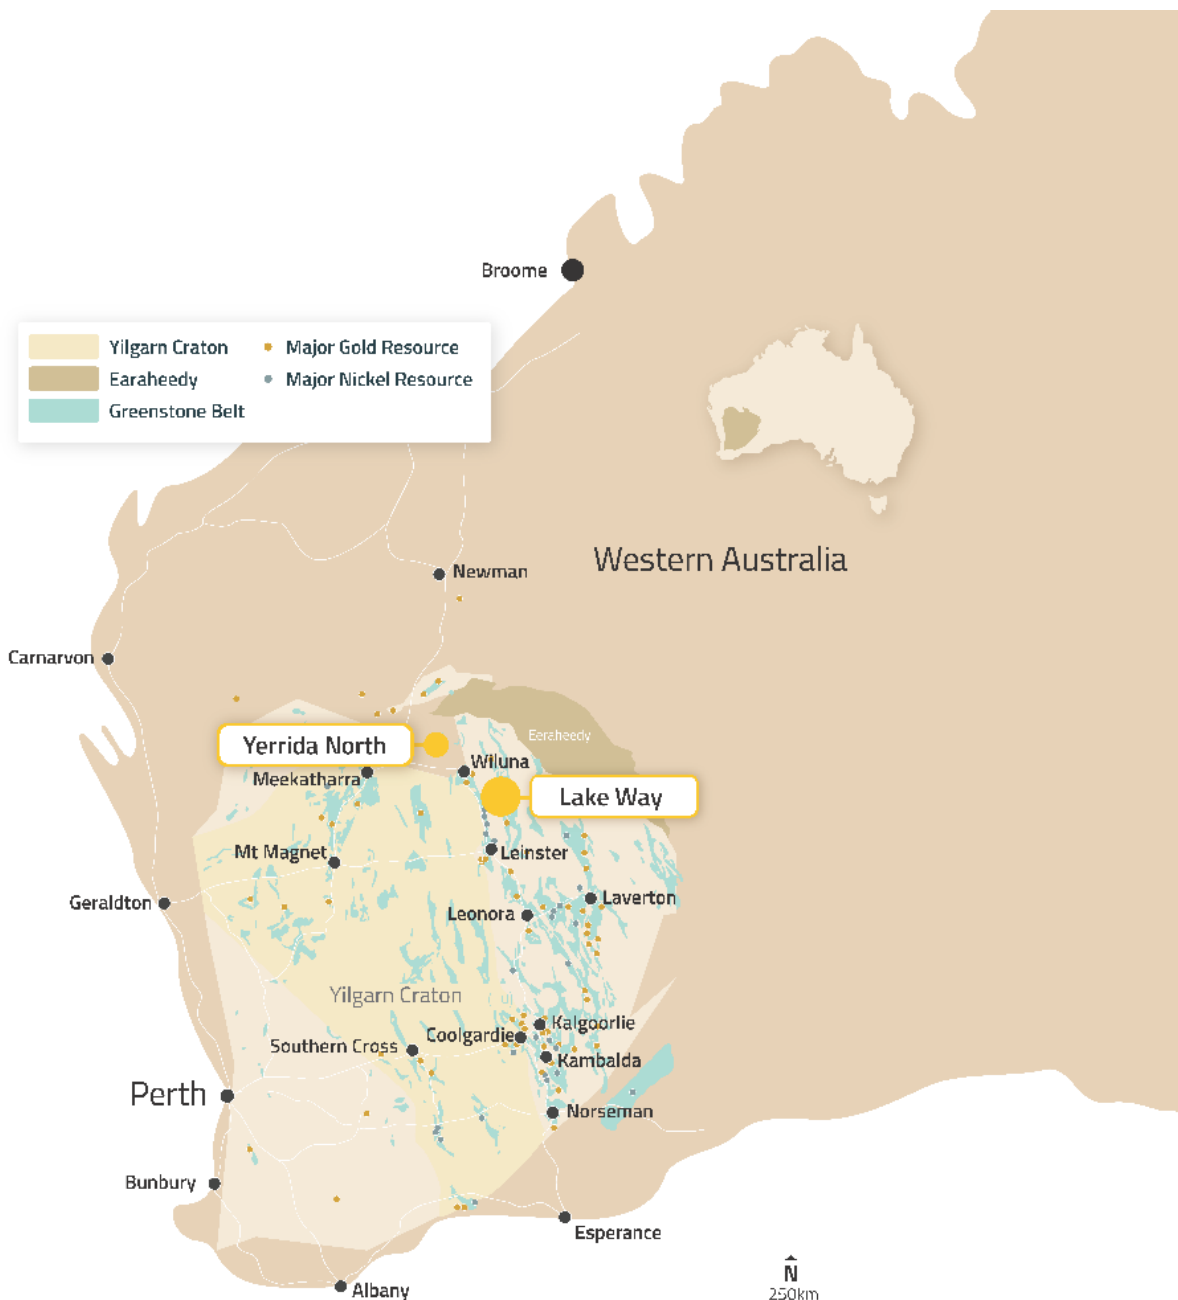 Broome
Yilgarn Craton
Major Gold Resource
Earaheedy
Major Nickel Resource
Greenstone Belt
Western Australia
Newman
Carnarvon
Yerrida North
Eeraheedy
Wiluna
Meekatharra
Lake Way
Mt Magnet
Leinster
Geraldton
Laverton
Leonora
Yilgarn Craton
Kalgoorlie
Coolgardie
Southern Cross
Kambalda
Perth
Norseman
Bunbury
Esperance
N
250km
Albany